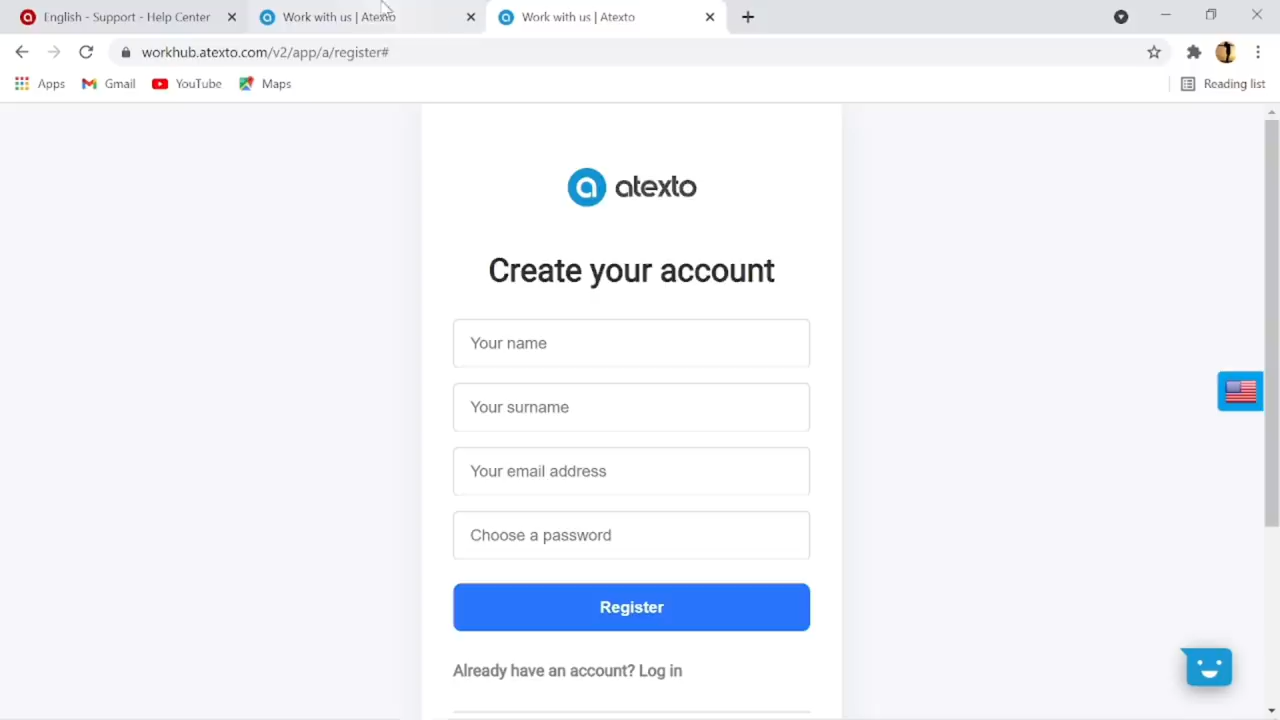 English - Support - Help Center
Work with us | Atexto
Work with us | Atexto
workhub.atexto.com/v2/app/a/register#
Apps
Gmail
YouTube
Maps
Reading list
a atexto
Create your account
Your name
Your surname
Your email address
Choose a password
Register
Already have an account? Log in